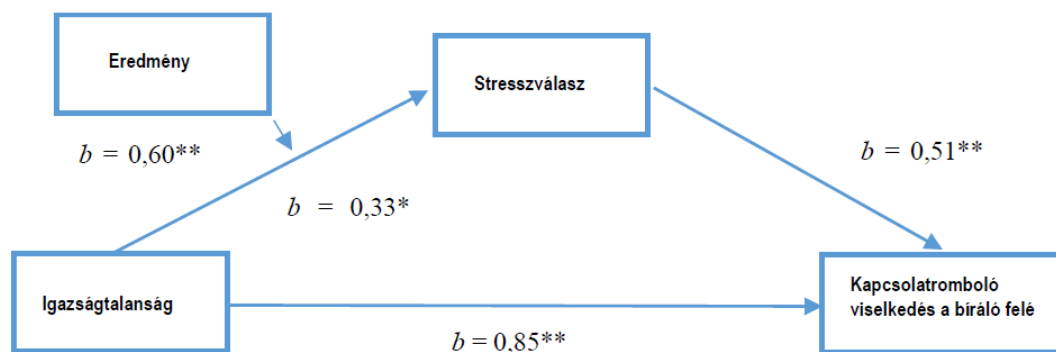 Eredmény
Stresszválasz
b = 0,60**
b = 0,51**
b = 0,33*
Igazságtalanság
Kapcsolatromboló
viselkedés a bíráló felé
b = 0,85**